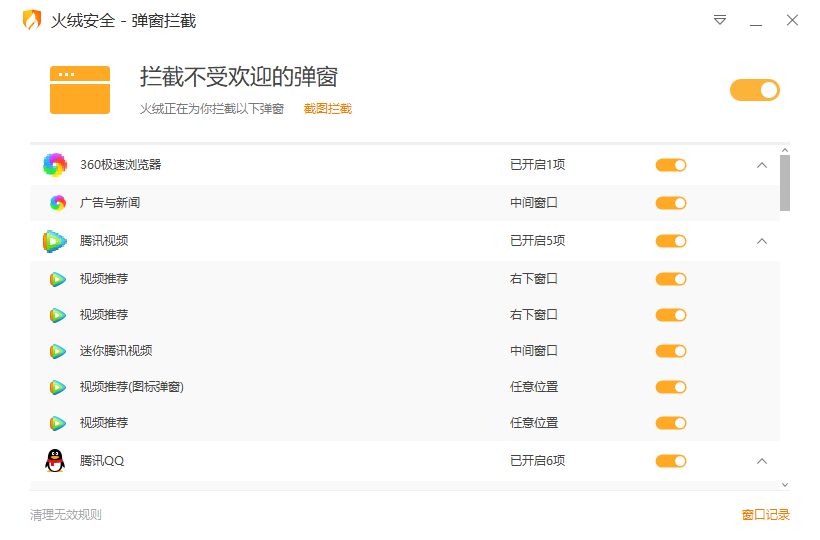 火绒安全 - 弹窗拦截
拦截不受欢迎的弹窗
火绒正在为你拦截以下弹窗 截图拦截
360极速浏览器 已开启1项
广告与新闻 中间窗口
腾讯视频 已开启5项
视频推荐 右下窗口
视频推荐 右下窗口
迷你腾讯视频 中间窗口
视频推荐(图标弹窗) 任意位置
视频推荐 任意位置
腾讯QQ 已开启6项
清理无效规则 窗口记录